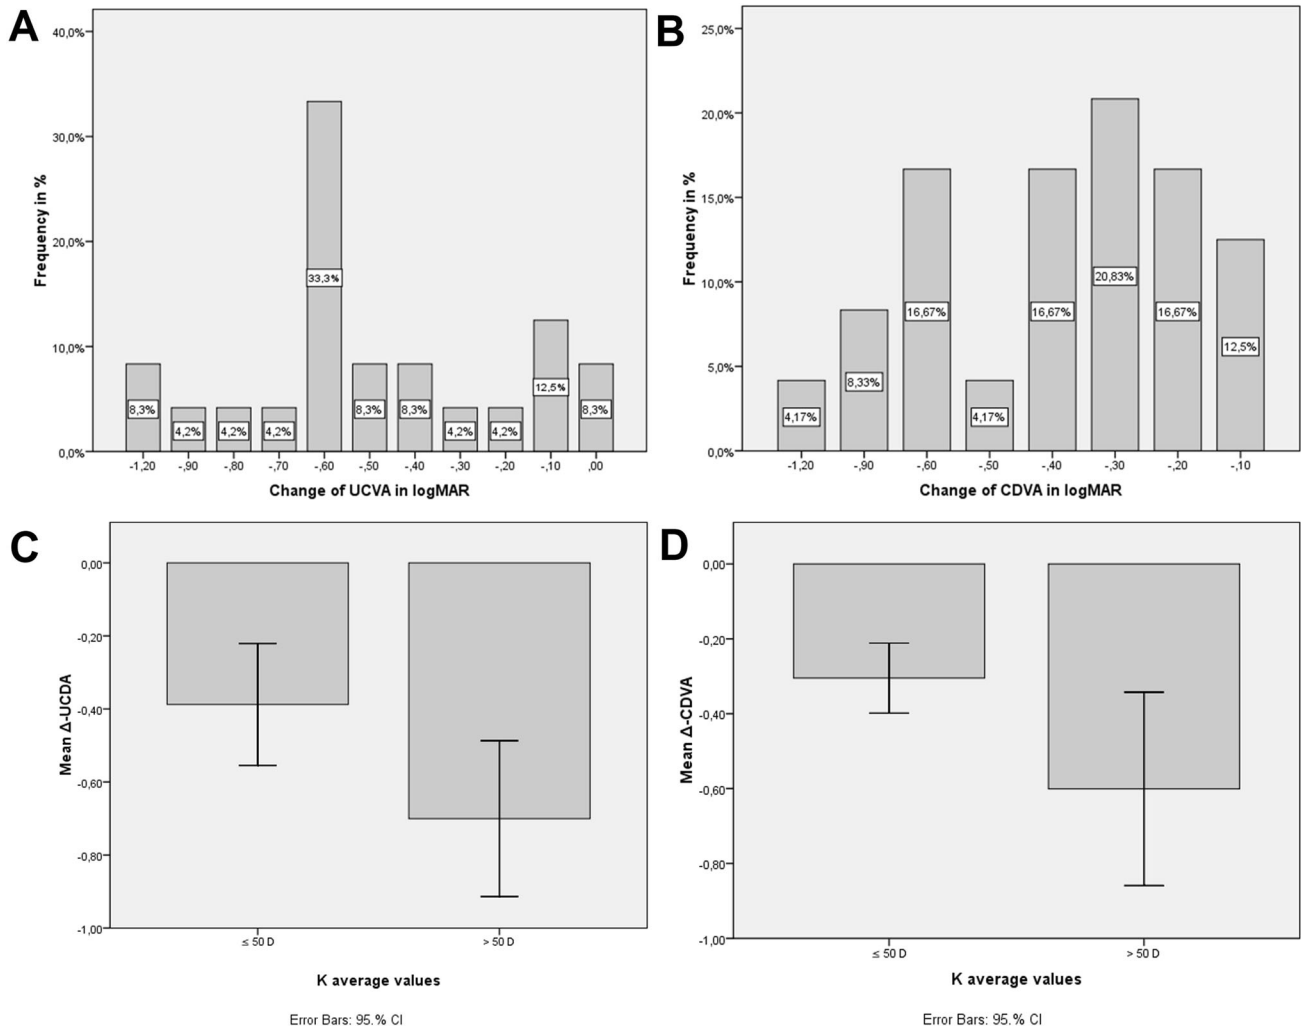 A
40,0%
30,0%
20,0%
10,0%
0,0%
Frequency in %
8,3%
4,2%
4,2%
4,2%
33,3%
8,3%
8,3%
4,2%
4,2%
12,5%
8,3%
-1,20 -,90 -,80 -,70 -,60 -,50 -,40 -,30 -,20 -,10 ,00
Change of UCVA in logMAR
B
25,0%
20,0%
15,0%
10,0%
5,0%
0,0%
Frequency in %
4,17%
8,33%
16,67%
4,17%
16,67%
20,83%
16,67%
12,5%
-1,20 -,90 -,60 -,50 -,40 -,30 -,20 -,10
Change of CDVA in logMAR
C
0,00
-0,20
-0,40
-0,60
-0,80
-1,00
Mean Δ-UCDA
≤ 50 D > 50 D
K average values
Error Bars: 95.% CI
D
0,00
-0,20
-0,40
-0,60
-0,80
-1,00
Mean Δ-CDVA
≤ 50 D > 50 D
K average values
Error Bars: 95.% CI